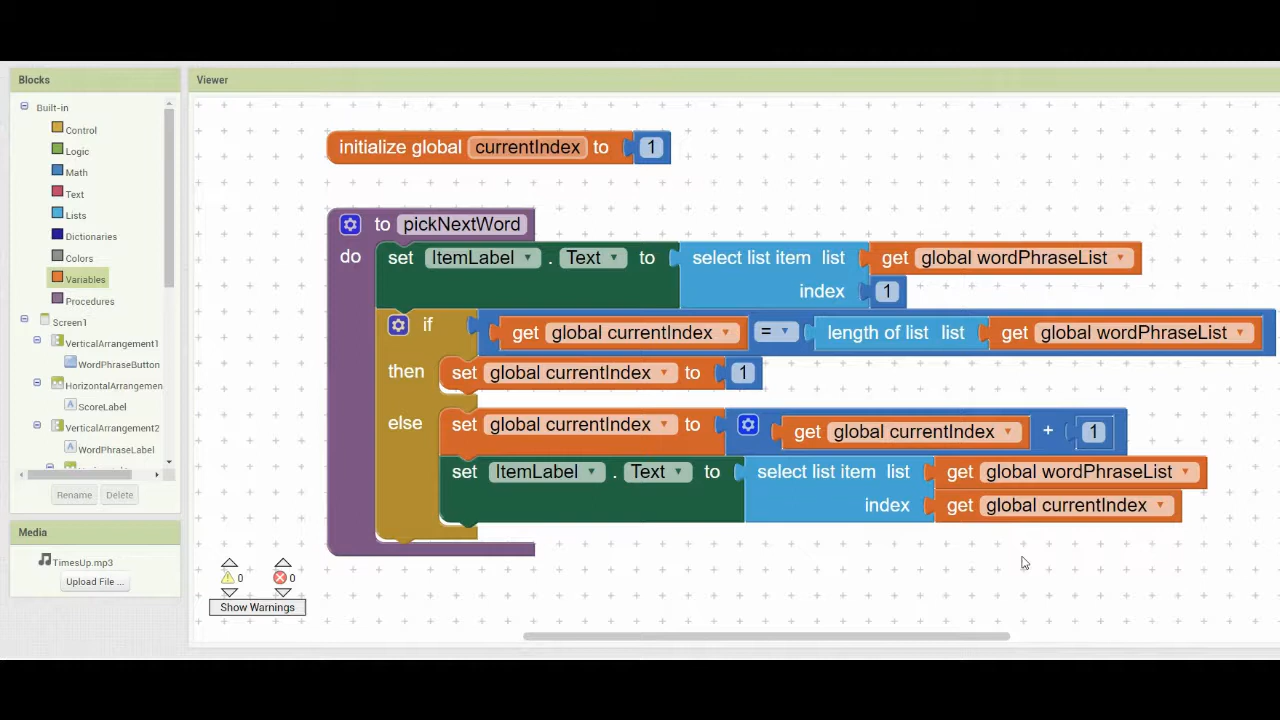 Blocks
Viewer
Built-in
Control
Logic
Math
Text
Lists
Dictionaries
Colors
Variables
Procedures
Screen1
VerticalArrangement1
WordPhraseButton
HorizontalArrangemen
ScoreLabel
VerticalArrangement2
WordPhraseLabel
Rename Delete
Media
TimesUp.mp3
Upload File ...
initialize global currentIndex to 1
to pickNextWord
do set ItemLabel . Text to select list item list get global wordPhraseList
index 1
if get global currentIndex = length of list list get global wordPhraseList
then set global currentIndex to 1
else set global currentIndex to get global currentIndex + 1
set ItemLabel . Text to select list item list get global wordPhraseList
index get global currentIndex
0 0
Show Warnings